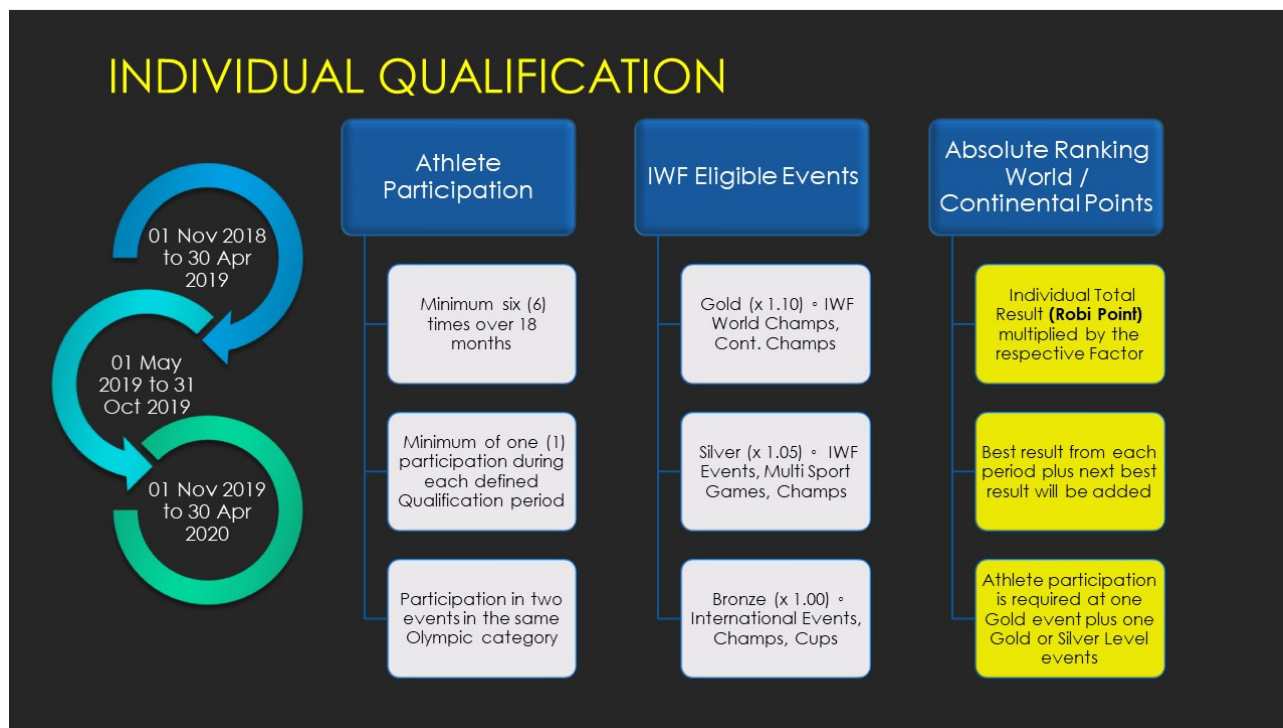 INDIVIDUAL QUALIFICATION
01 Nov 2018
to 30 Apr
2019
01 May
2019 to 31
Oct 2019
01 Nov 2019
to 30 Apr
2020
Athlete
Participation
Minimum six (6)
times over 18
months
Minimum of one (1)
participation during
each defined
Qualification period
Participation in two
events in the same
Olympic category
IWF Eligible Events
Gold (x 1.10) ◦ IWF
World Champs,
Cont. Champs
Silver (x 1.05) ◦ IWF
Events, Multi Sport
Games, Champs
Bronze (x 1.00) ◦
International Events,
Champs, Cups
Absolute Ranking
World /
Continental Points
Individual Total
Result (Robi Point)
multiplied by the
respective Factor
Best result from each
period plus next best
result will be added
Athlete participation
is required at one
Gold event plus one
Gold or Silver Level
events